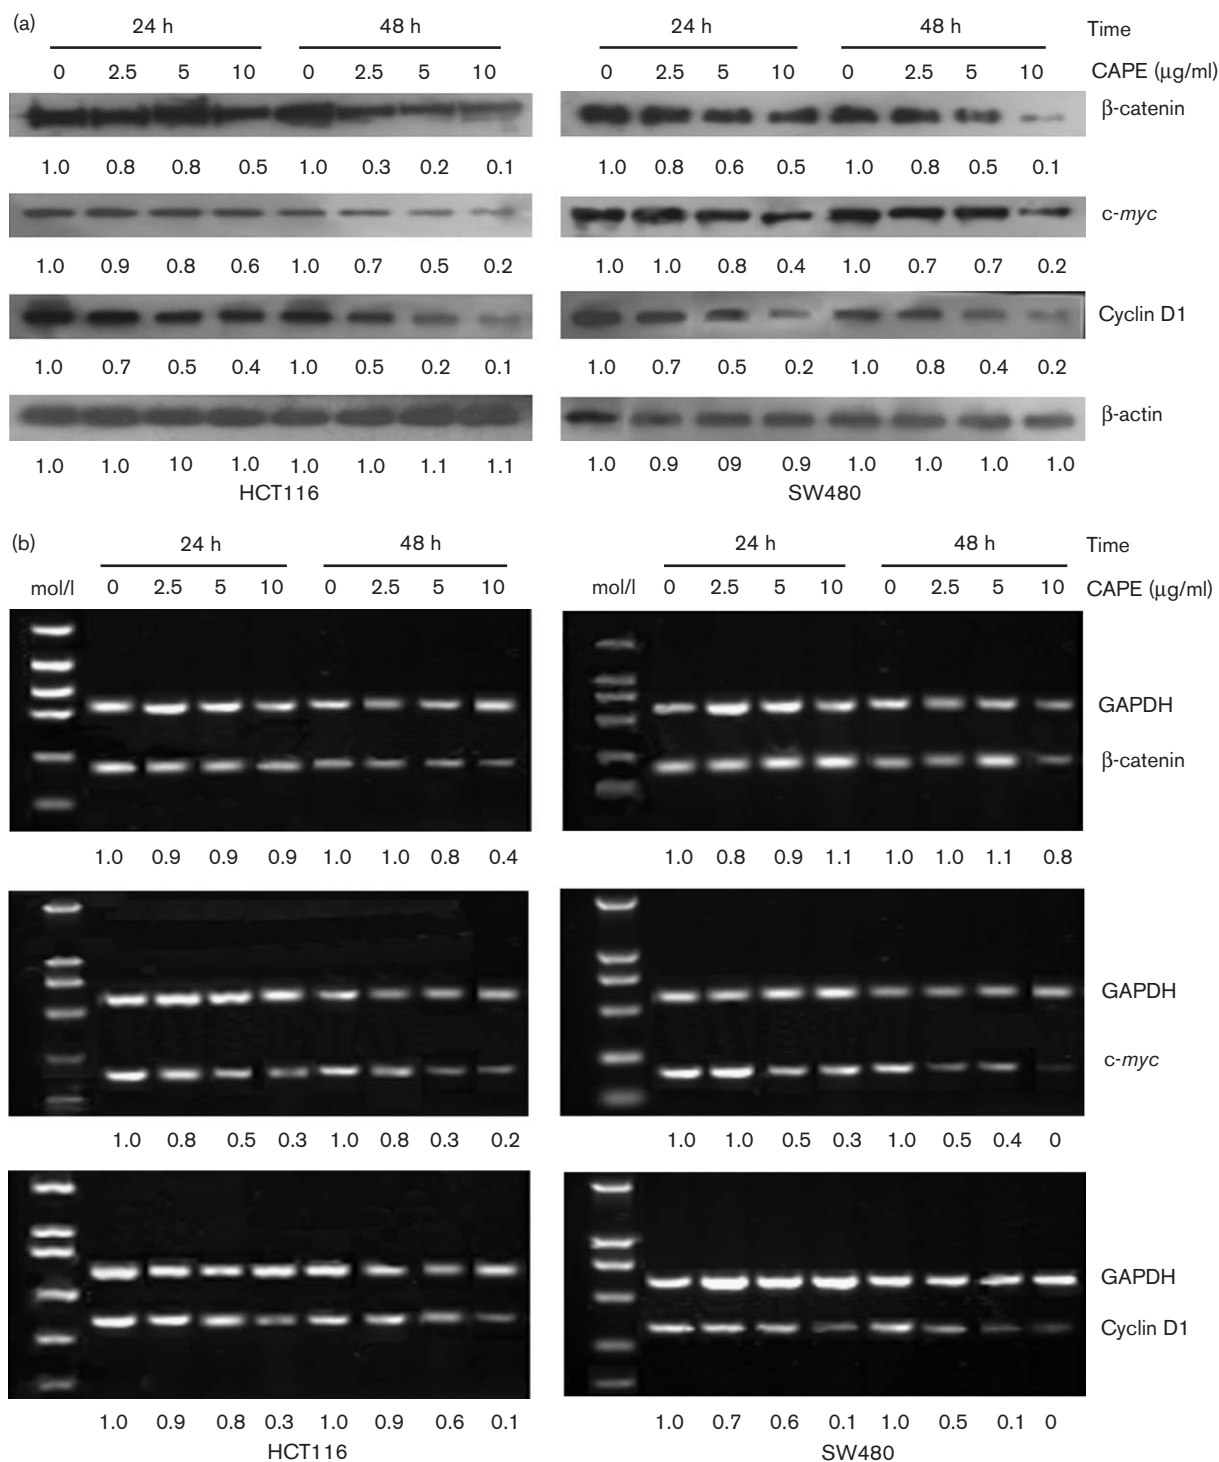 (a) 24 h 48 h 24 h 48 h Time
0 2.5 5 10 0 2.5 5 10 0 2.5 5 10 0 2.5 5 10 CAPE (μg/ml)
β-catenin
1.0 0.8 0.8 0.5 1.0 0.3 0.2 0.1 1.0 0.8 0.6 0.5 1.0 0.8 0.5 0.1
c-myc
1.0 0.9 0.8 0.6 1.0 0.7 0.5 0.2 1.0 1.0 0.8 0.4 1.0 0.7 0.7 0.2
Cyclin D1
1.0 0.7 0.5 0.4 1.0 0.5 0.2 0.1 1.0 0.7 0.5 0.2 1.0 0.8 0.4 0.2
β-actin
1.0 1.0 10 1.0 1.0 1.0 1.1 1.1 1.0 0.9 09 0.9 1.0 1.0 1.0 1.0
HCT116 SW480
(b) 24 h 48 h 24 h 48 h Time
mol/l 0 2.5 5 10 0 2.5 5 10 mol/l 0 2.5 5 10 0 2.5 5 10 CAPE (μg/ml)
GAPDH
β-catenin
1.0 0.9 0.9 0.9 1.0 1.0 0.8 0.4 1.0 0.8 0.9 1.1 1.0 1.0 1.1 0.8
GAPDH
c-myc
1.0 0.8 0.5 0.3 1.0 0.8 0.3 0.2 1.0 1.0 0.5 0.3 1.0 0.5 0.4 0
GAPDH
Cyclin D1
1.0 0.9 0.8 0.3 1.0 0.9 0.6 0.1 1.0 0.7 0.6 0.1 1.0 0.5 0.1 0
HCT116 SW480